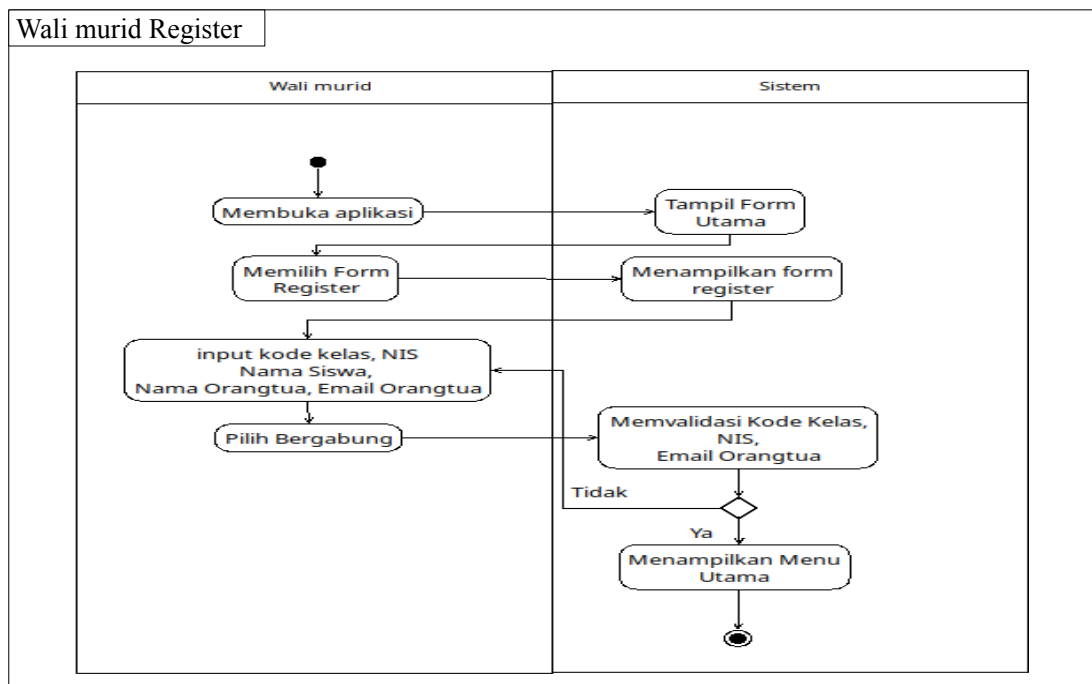 Wali murid Register
Wali murid
Sistem
Membuka aplikasi
Tampil Form
Utama
Memilih Form
Register
Menampilkan form
register
input kode kelas, NIS
Nama Siswa,
Nama Orangtua, Email Orangtua
Pilih Bergabung
Memvalidasi Kode Kelas,
NIS,
Email Orangtua
Tidak
Ya
Menampilkan Menu
Utama